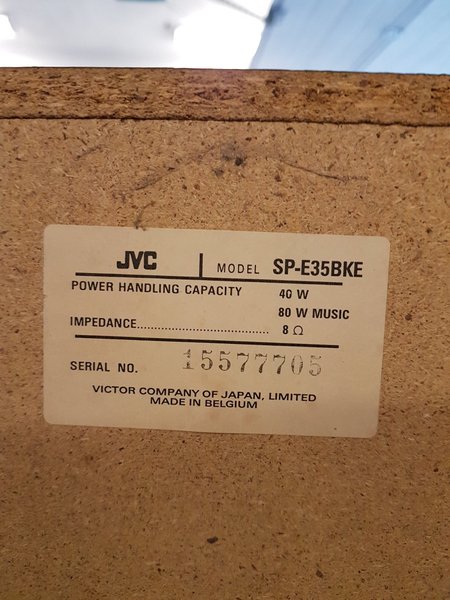 JVC MODEL SP-E35BKE
POWER HANDLING CAPACITY 40 W
80 W MUSIC
IMPEDANCE.................................... 8 Ω
SERIAL NO. 15577705
VICTOR COMPANY OF JAPAN, LIMITED
MADE IN BELGIUM